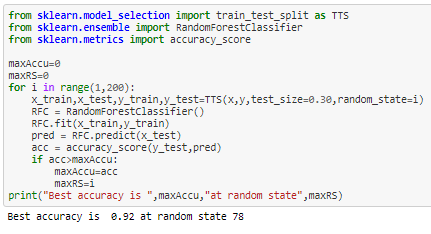 from sklearn.model_selection import train_test_split as TTS
from sklearn.ensemble import RandomForestClassifier
from sklearn.metrics import accuracy_score

maxAccu=0
maxRS=0
for i in range(1,200):
    x_train,x_test,y_train,y_test=TTS(x,y,test_size=0.30,random_state=i)
    RFC = RandomForestClassifier()
    RFC.fit(x_train,y_train)
    pred = RFC.predict(x_test)
    acc = accuracy_score(y_test,pred)
    if acc>maxAccu:
        maxAccu=acc
        maxRS=i
print("Best accuracy is ",maxAccu,"at random state",maxRS)
Best accuracy is  0.92 at random state 78